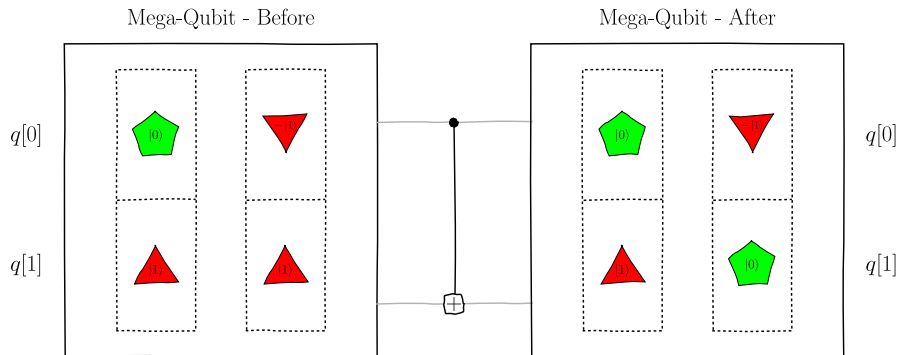 Mega-Qubit - Before
Mega-Qubit - After
q[0] |0⟩ −|1⟩ |0⟩ −|1⟩ q[0]
q[1] |1⟩ |1⟩ |1⟩ |0⟩ q[1]